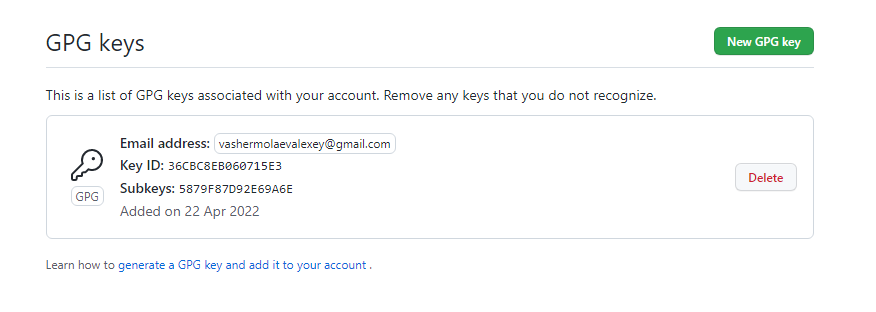 GPG keys
New GPG key
This is a list of GPG keys associated with your account. Remove any keys that you do not recognize.
Email address: vashermolaevalexey@gmail.com
Key ID: 36CBC8EB060715E3
Subkeys: 5879F87D92E69A6E
Added on 22 Apr 2022
GPG
Delete
Learn how to generate a GPG key and add it to your account .